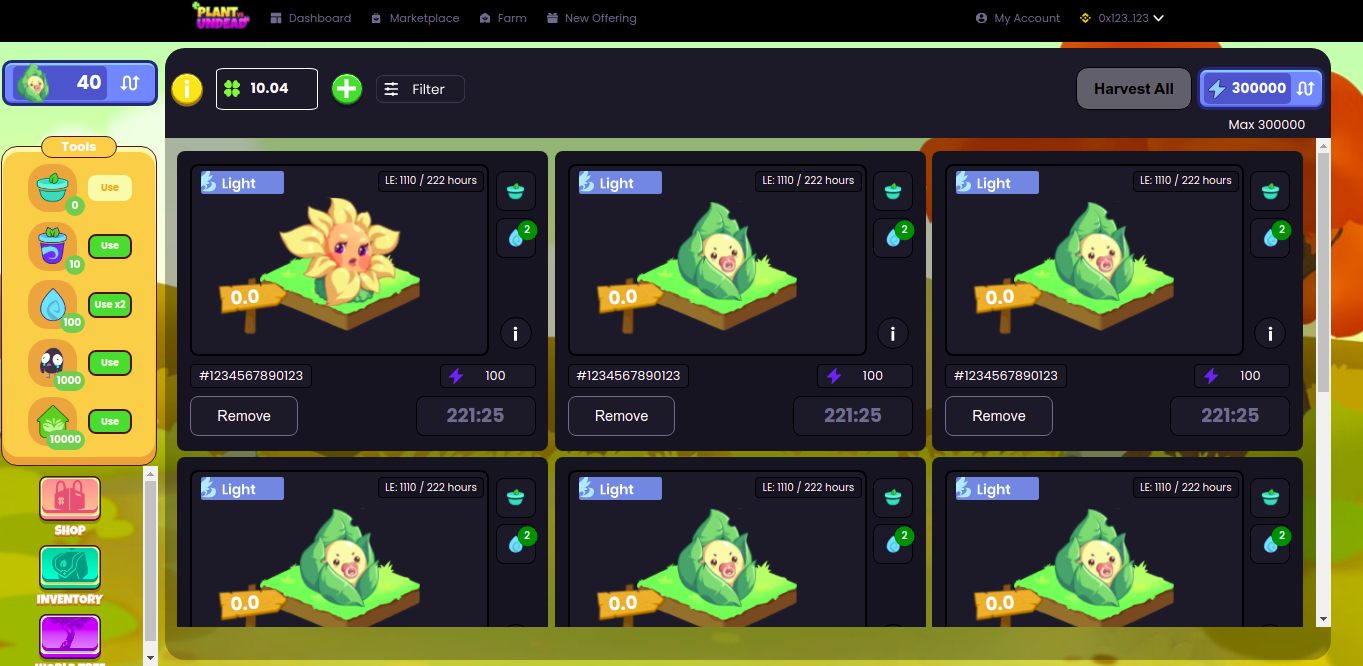 PLANT vs. UNDEAD
Dashboard
Marketplace
Farm
New Offering
My Account
0x123..123
40
10.04
Filter
Harvest All
300000
Max 300000
Tools
Use
0
Use
10
Use x2
100
Use
1000
Use
10000
SHOP
INVENTORY
WORLD TREE
Light
LE: 1110 / 222 hours
2
0.0
i
#1234567890123
100
Remove
221:25
Light
LE: 1110 / 222 hours
2
0.0
i
#1234567890123
100
Remove
221:25
Light
LE: 1110 / 222 hours
2
0.0
i
#1234567890123
100
Remove
221:25
Light
LE: 1110 / 222 hours
2
0.0
Light
LE: 1110 / 222 hours
2
0.0
Light
LE: 1110 / 222 hours
2
0.0